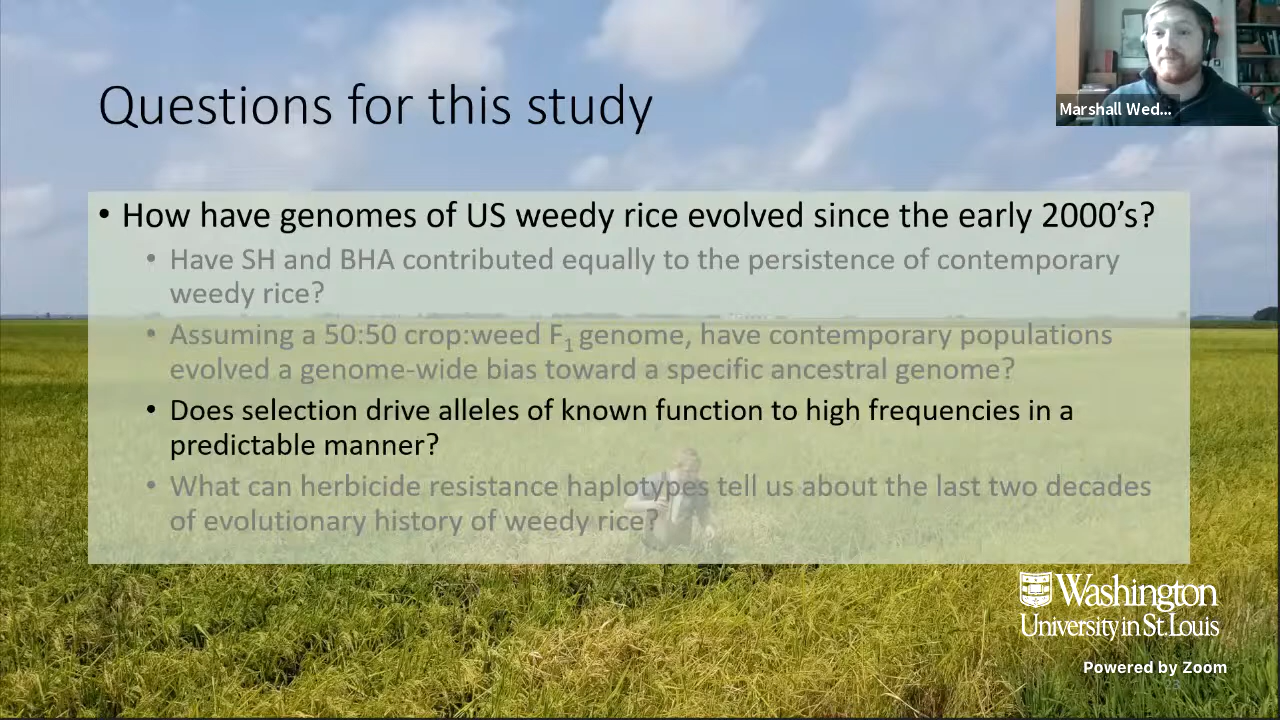 Questions for this study
Marshall Wed...
• How have genomes of US weedy rice evolved since the early 2000's?
• Have SH and BHA contributed equally to the persistence of contemporary
weedy rice?
• Assuming a 50:50 crop:weed F1 genome, have contemporary populations
evolved a genome-wide bias toward a specific ancestral genome?
• Does selection drive alleles of known function to high frequencies in a
predictable manner?
• What can herbicide resistance haplotypes tell us about the last two decades
of evolutionary history of weedy rice?
Washington
University in St. Louis
Powered by Zoom